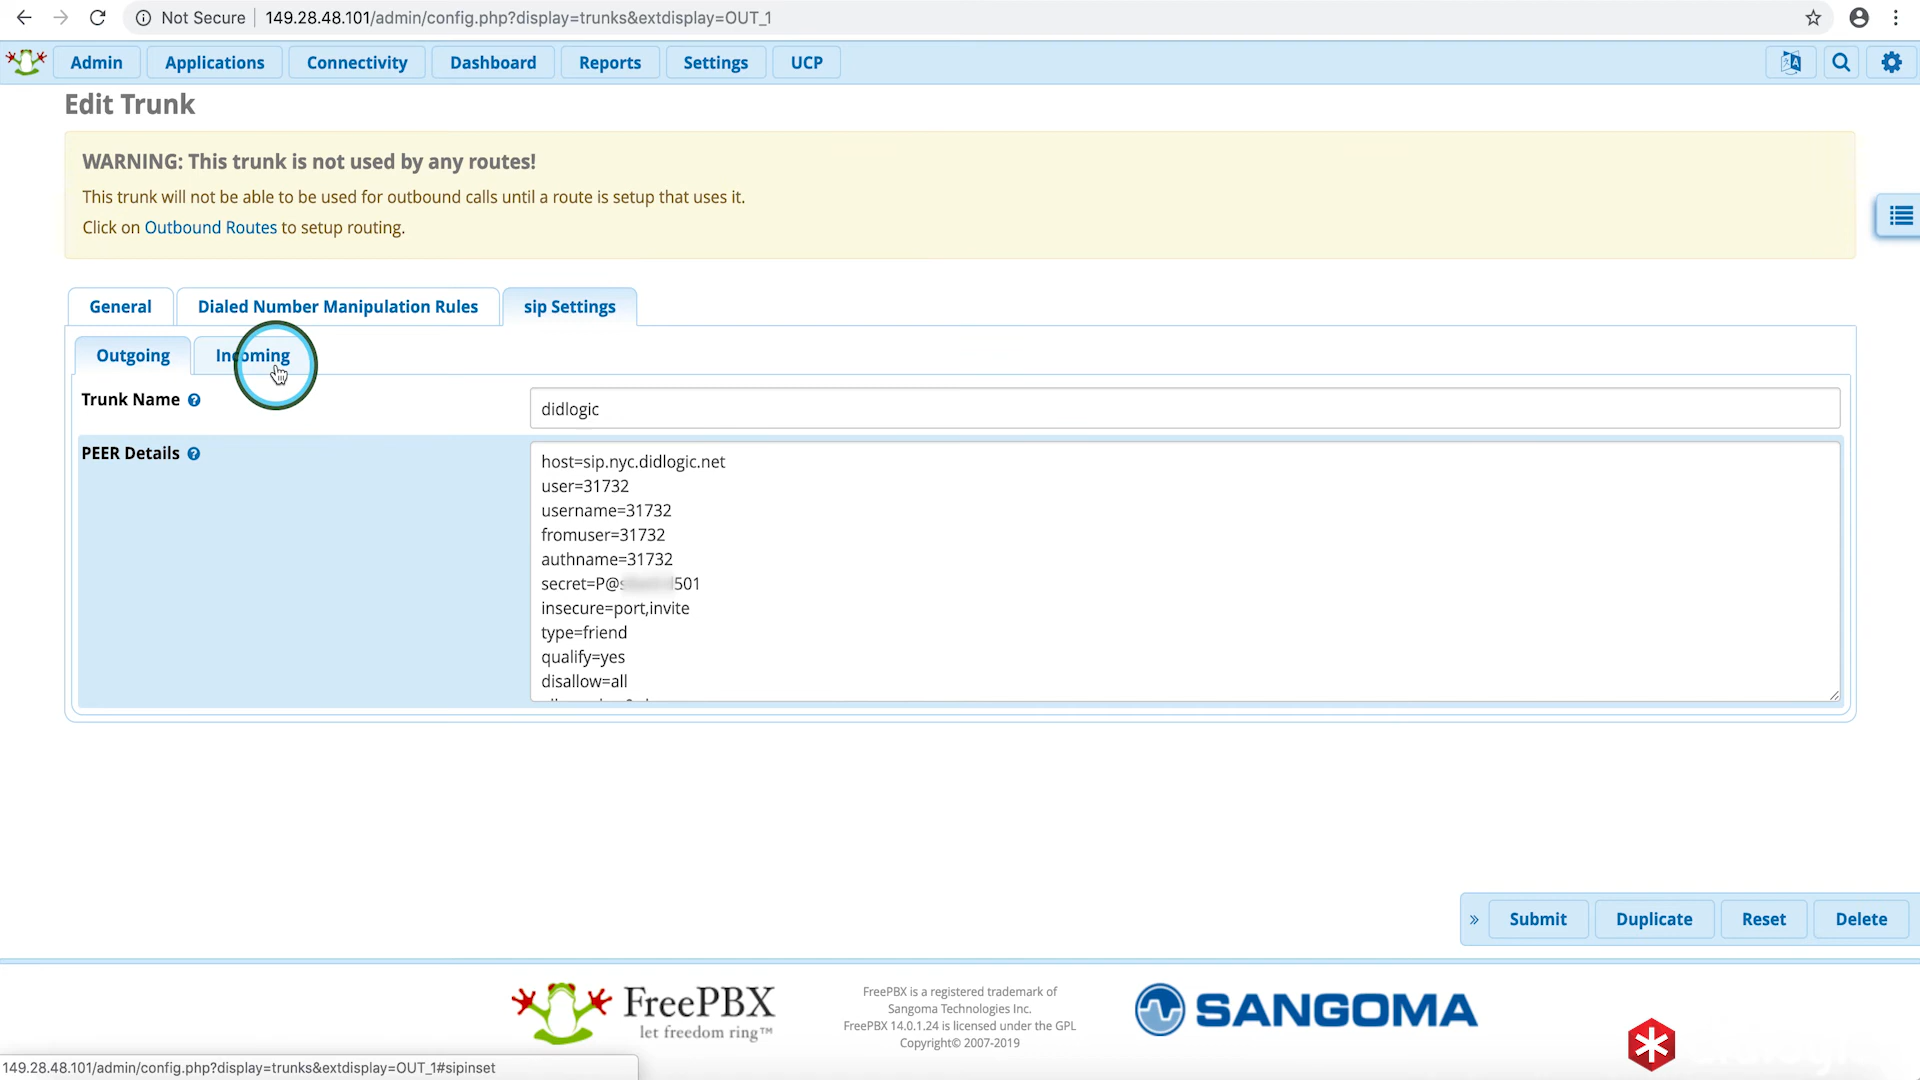 Not Secure
149.28.48.101/admin/config.php?display=trunks&extdisplay=OUT_1
Admin Applications Connectivity Dashboard Reports Settings UCP
Edit Trunk
WARNING: This trunk is not used by any routes!
This trunk will not be able to be used for outbound calls until a route is setup that uses it.
Click on Outbound Routes to setup routing.
General Dialed Number Manipulation Rules sip Settings
Outgoing Incoming
Trunk Name
didlogic
PEER Details
host=sip.nyc.didlogic.net
user=31732
username=31732
fromuser=31732
authname=31732
secret=P@ 501
insecure=port,invite
type=friend
qualify=yes
disallow=all
» Submit Duplicate Reset Delete
FreePBX
let freedom ring™
FreePBX is a registered trademark of
Sangoma Technologies Inc.
FreePBX 14.0.1.24 is licensed under the GPL
Copyright© 2007-2019
SANGOMA
149.28.48.101/admin/config.php?display=trunks&extdisplay=OUT_1#sipinset